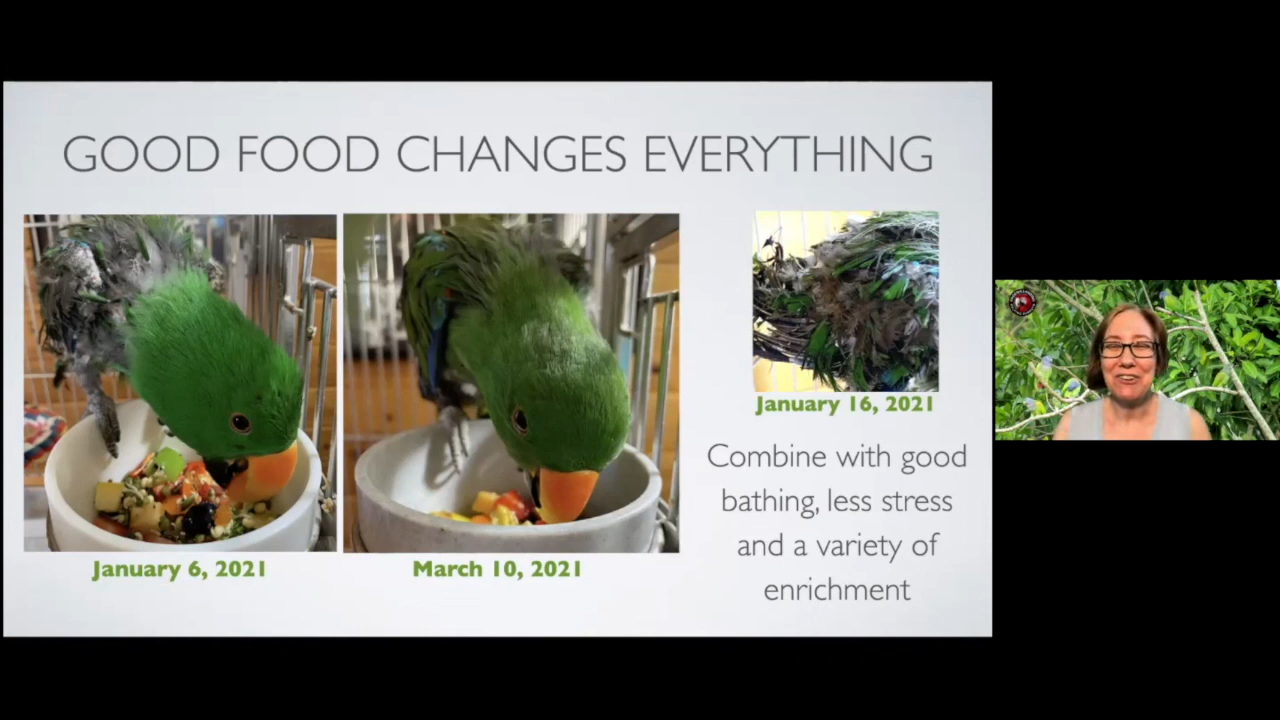 GOOD FOOD CHANGES EVERYTHING
January 6, 2021
March 10, 2021
January 16, 2021
Combine with good
bathing, less stress
and a variety of
enrichment